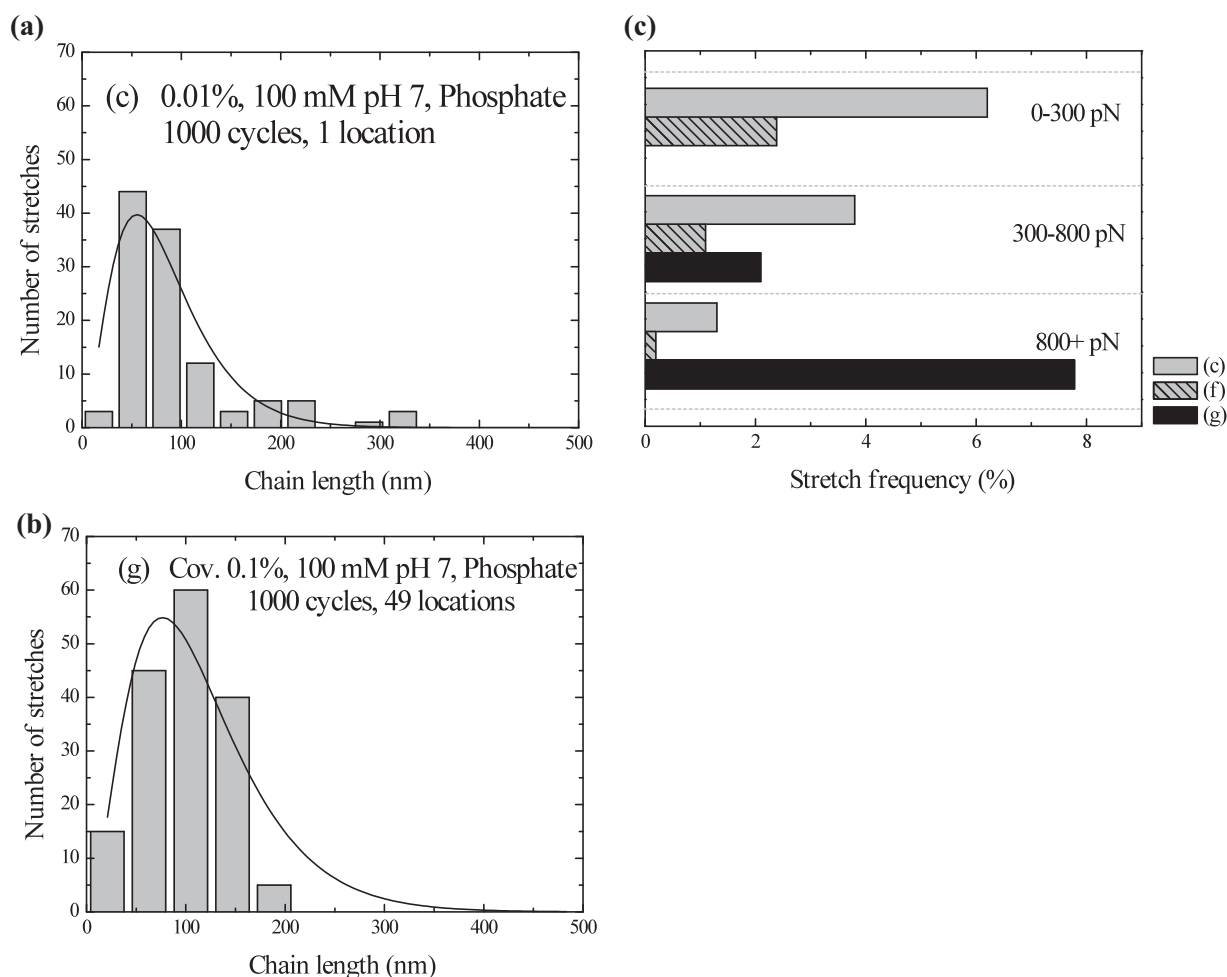 (a)
70
60
50
40
30
20
10
0
Number of stretches
(c) 0.01%, 100 mM pH 7, Phosphate
1000 cycles, 1 location
0 100 200 300 400 500
Chain length (nm)
(b)
70
60
50
40
30
20
10
0
Number of stretches
(g) Cov. 0.1%, 100 mM pH 7, Phosphate
1000 cycles, 49 locations
0 100 200 300 400 500
Chain length (nm)
(c)
0-300 pN
300-800 pN
800+ pN
0 2 4 6 8
Stretch frequency (%)
(c)
(f)
(g)